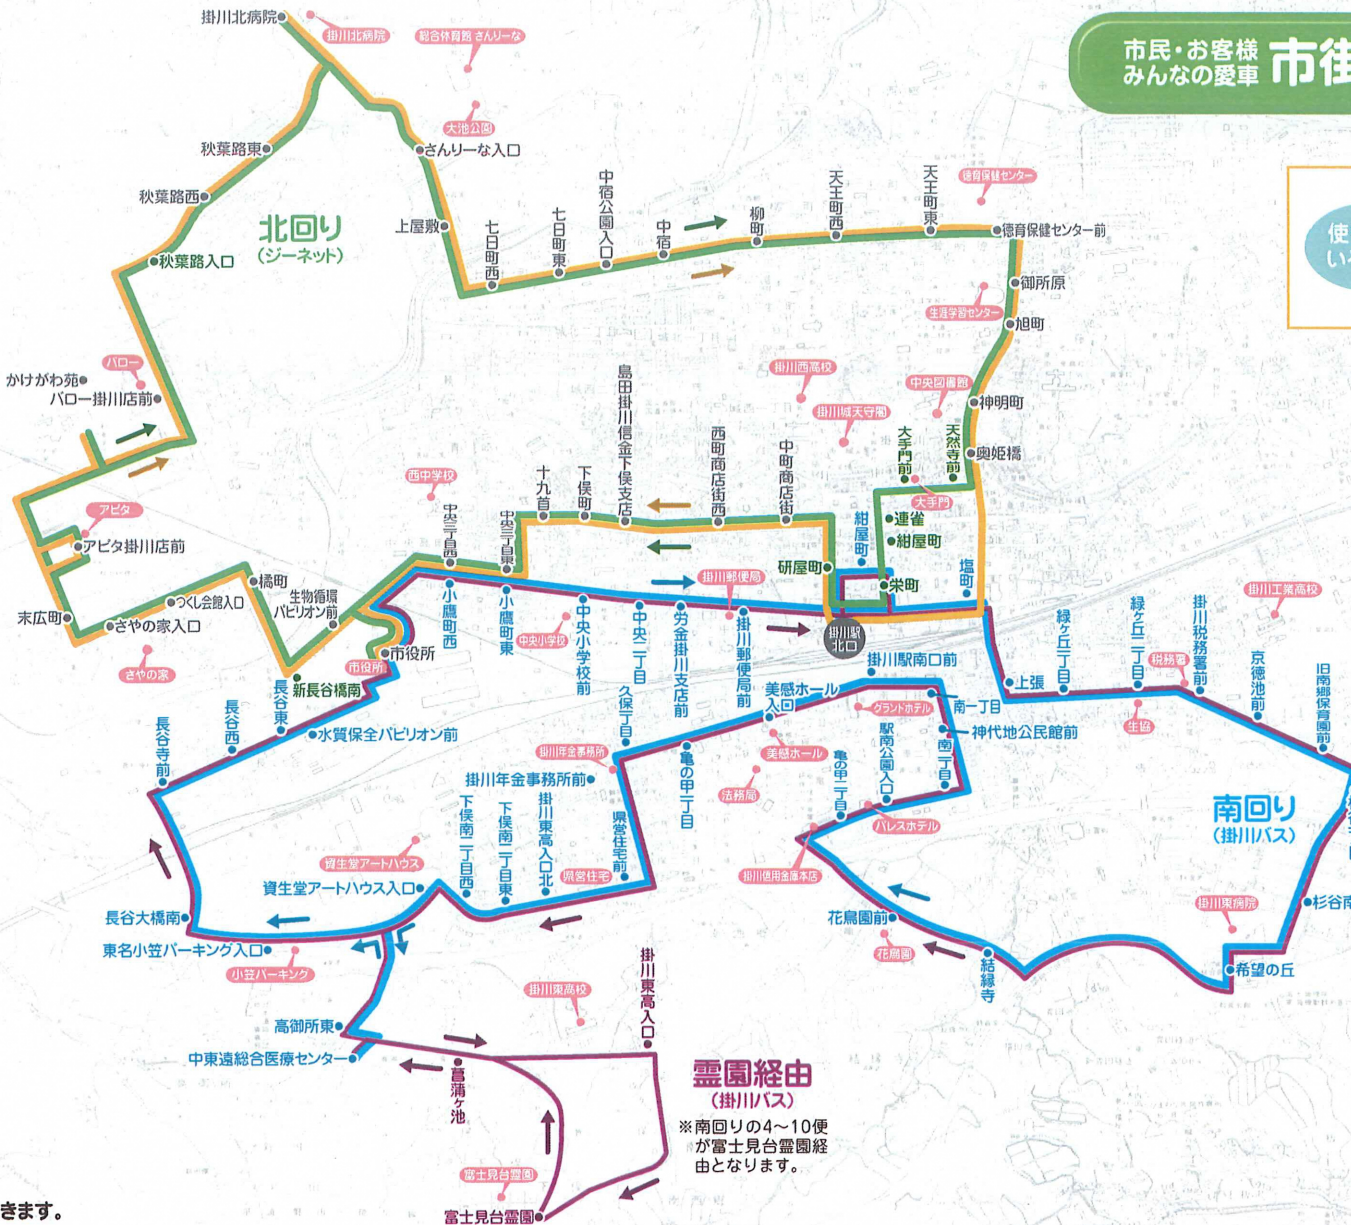 市民・お客様
みんなの愛車
市街
使
い
掛川北病院
掛川北病院
総合体育館 さんりーな
大池公園
さんりーな入口
秋葉路東
秋葉路西
秋葉路入口
北回り
(ジーネット)
上屋敷
七日町西
七日町東
中宿公園入口
中宿
柳町
天王町西
天王町東
徳育保健センター
徳育保健センター前
御所原
生涯学習センター
旭町
神明町
奥姫橋
中央図書館
掛川西高校
掛川城天守閣
大手門前
天然寺前
大手門
連雀
紺屋町
紺屋町
栄町
研屋町
塩町
掛川駅
北口
バロー
かけがわ苑
バロー掛川店前
アピタ
アピタ掛川店前
末広町
さやの家入口
さやの家
つくし会館入口
橘町
生物循環
パビリオン前
新長谷橋南
市役所
市役所
西中学校
中央三丁目西
中央三丁目東
十九首
下俣町
島田掛川信金下俣支店
西町商店街西
中町商店街
小鷹町西
小鷹町東
中央小学校
中央小学校前
中央二丁目
労金掛川支店前
掛川郵便局
掛川郵便局前
掛川駅南口前
美感ホール
入口
美感ホール
グランドホテル
南一丁目
神代地公民館前
南二丁目
駅南公園入口
亀の甲二丁目
パレスホテル
掛川信用金庫本店
法務局
亀の甲一丁目
久保一丁目
掛川年金事務所
掛川年金事務所前
県営住宅前
県営住宅
掛川東高入口北
下俣南二丁目東
下俣南二丁目西
資生堂アートハウス
資生堂アートハウス入口
水質保全パビリオン前
長谷東
長谷西
長谷寺前
長谷大橋南
東名小笠パーキング入口
小笠パーキング
高御所東
中東遠総合医療センター
菖蒲ヶ池
掛川東高校
掛川東高入口
富士見台霊園
富士見台霊園
霊園経由
(掛川バス)
※南回りの4～10便
が富士見台霊園経
由となります。
上張
緑ヶ丘一丁目
緑ヶ丘二丁目
税務署
掛川税務署前
生協
京徳池前
旧南郷保育園前
掛川工業高校
南回り
(掛川バス)
杉谷南
掛川東病院
希望の丘
結縁寺
花鳥園前
花鳥園
きます。